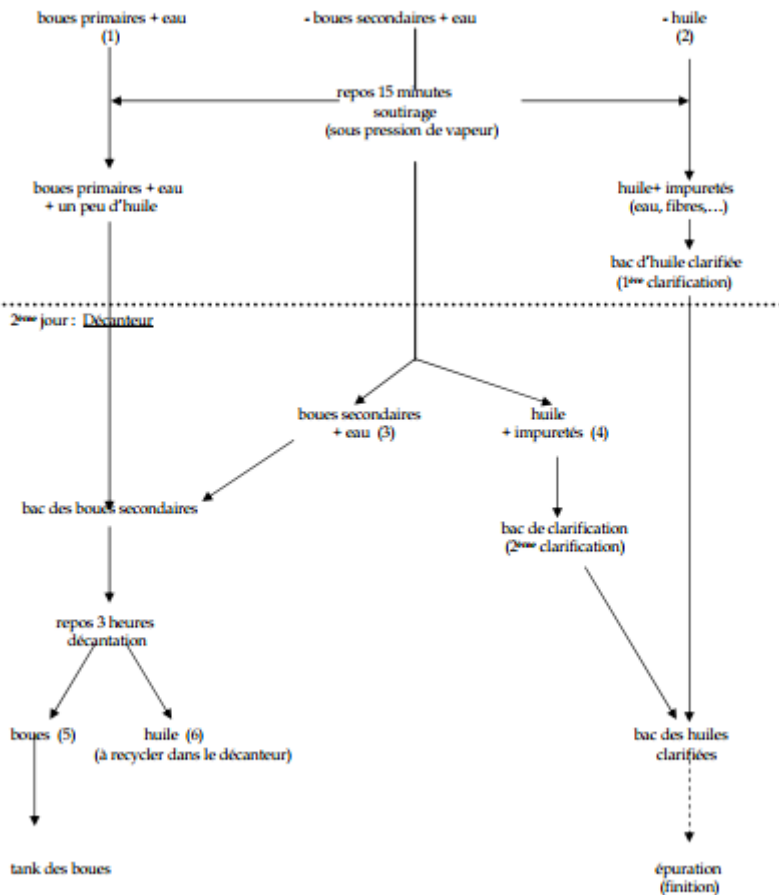 boues primaires + eau
(1)
- boues secondaires + eau
- huile
(2)
repos 15 minutes
soutirage
(sous pression de vapeur)
boues primaires + eau
+ un peu d'huile
huile+ impuretés
(eau, fibres,…)
bac d'huile clarifiée
(1ère clarification)
2ème jour : Décanteur
boues secondaires
+ eau (3)
huile
+ impuretés (4)
bac des boues secondaires
bac de clarification
(2ème clarification)
repos 3 heures
décantation
boues (5)
huile (6)
(à recycler dans le décanteur)
bac des huiles
clarifiées
tank des boues
épuration
(finition)